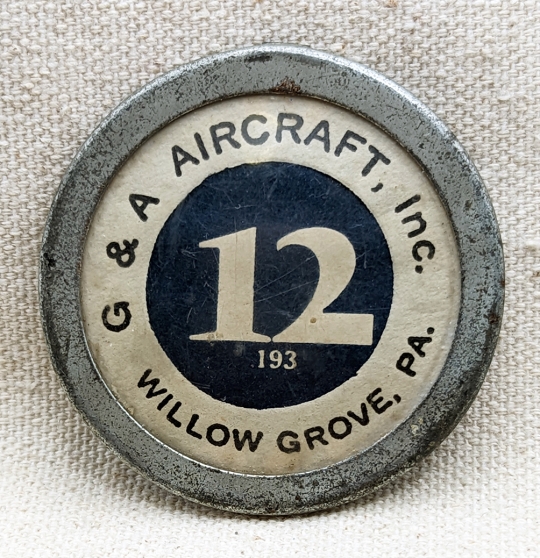 G & A AIRCRAFT, Inc.
12
193
WILLOW GROVE, PA.